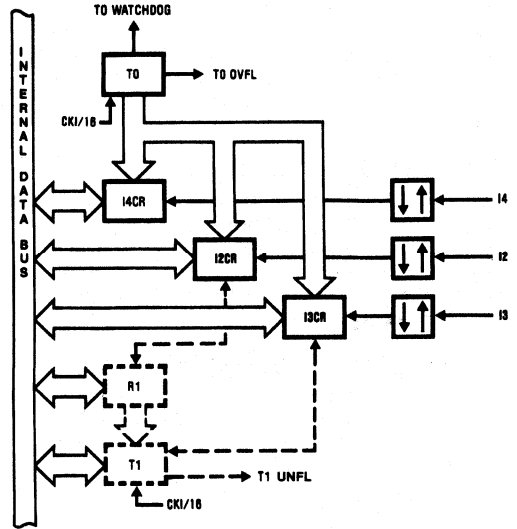 TO WATCHDOG
INTERNAL DATA BUS
T0
T0 OVFL
CKI/16
I4CR
I4
I2CR
I2
I3CR
I3
R1
T1
T1 UNFL
CKI/16